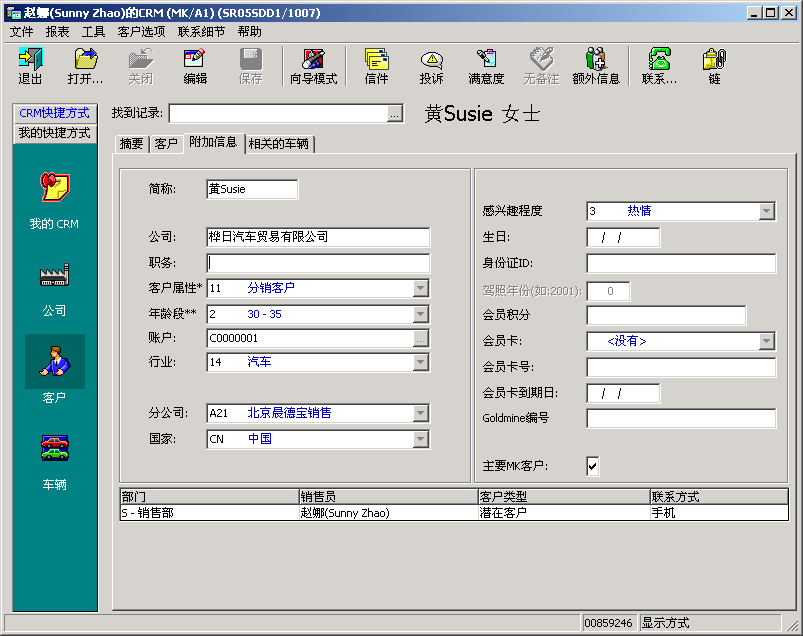 赵娜(Sunny Zhao)的CRM (MK/A1) (SR05SDD1/1007)
文件 报表 工具 客户选项 联系细节 帮助
退出 打开... 关闭 编辑 保存 向导模式 信件 投诉 满意度 无备注 额外信息 联系... 链
CRM快捷方式
我的快捷方式
我的 CRM
公司
客户
车辆
找到记录: ... 黄Susie 女士
摘要 客户 附加信息 相关的车辆
简称: 黄Susie
公司: 桦日汽车贸易有限公司
职务:
客户属性* 11 分销客户
年龄段** 2 30 - 35
账户: C0000001 ...
行业: 14 汽车
分公司: A21 北京晨德宝销售
国家: CN 中国
感兴趣程度 3 热情
生日: / /
身份证ID:
驾照年份(如:2001): 0
会员积分
会员卡: <没有>
会员卡号:
会员卡到期日: / /
Goldmine编号
主要MK客户:
部门 销售员 客户类型 联系方式
S - 销售部 赵娜(Sunny Zhao) 潜在客户 手机
00859246 显示方式